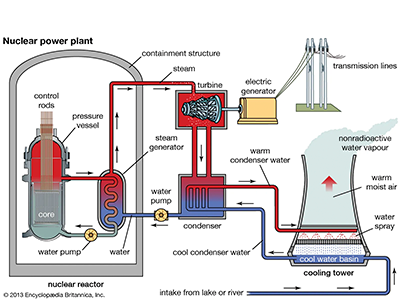 Nuclear power plant
containment structure
steam
turbine
electric
generator
transmission lines
control
rods
pressure
vessel
steam
generator
nonradioactive
water vapour
warm
condenser water
warm
moist air
water
pump
core
condenser
water
spray
water pump
water
cool condenser water
cool water basin
cooling tower
nuclear reactor
intake from lake or river
© 2013 Encyclopædia Britannica, Inc.